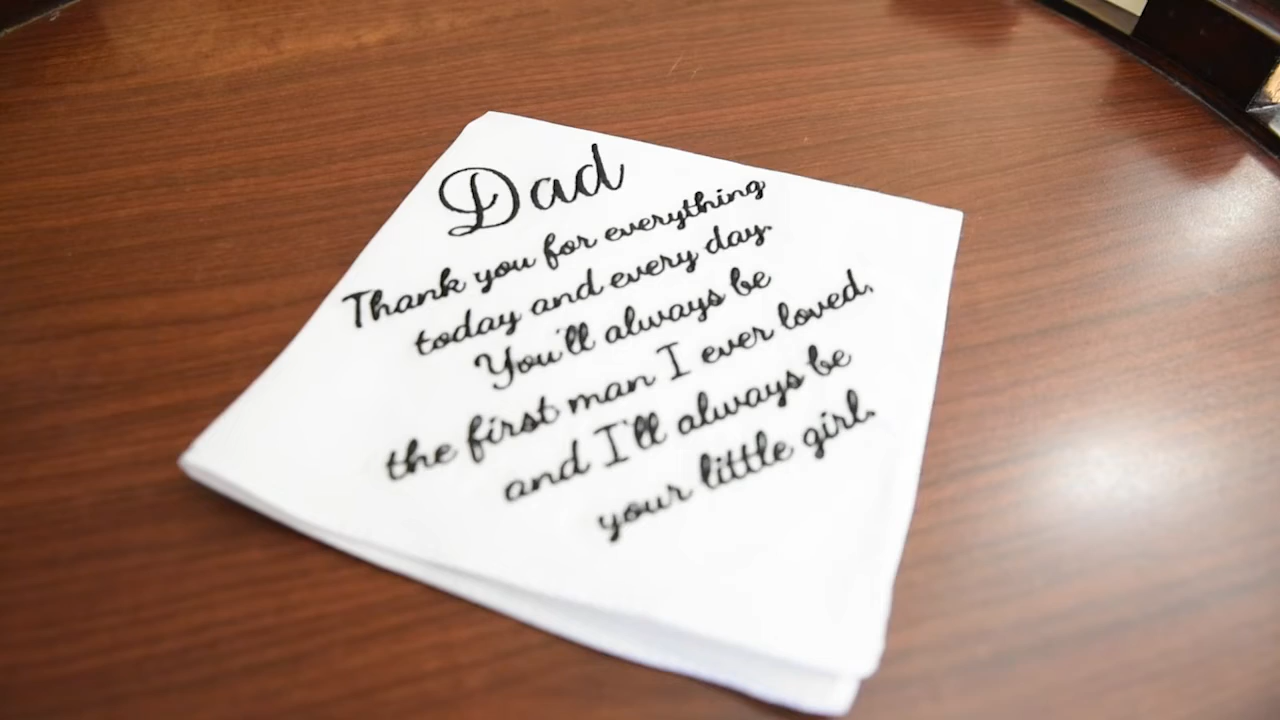 Dad
Thank you for everything
today and every day.
You'll always be
the first man I ever loved,
and I'll always be
your little girl.